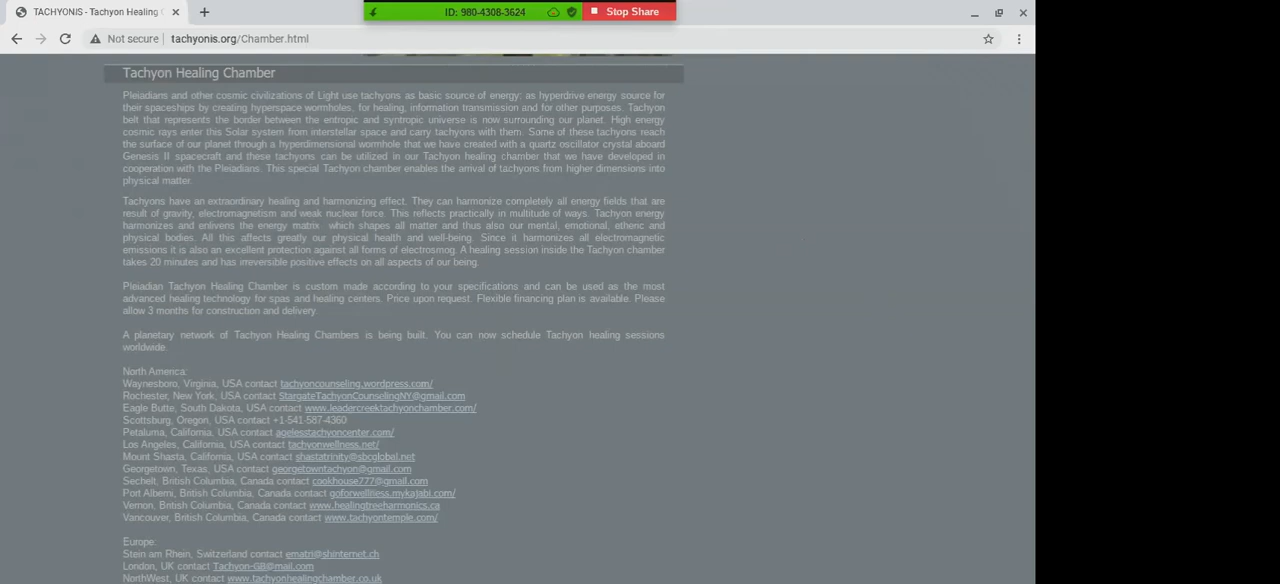 TACHYONIS - Tachyon Healing C
ID: 980-4308-3624
Stop Share
Not secure
tachyonis.org/Chamber.html
Tachyon Healing Chamber
Pleiadians and other cosmic civilizations of Light use tachyons as basic source of energy: as hyperdrive energy source for
their spaceships by creating hyperspace wormholes, for healing, information transmission and for other purposes. Tachyon
belt that represents the border between the entropic and syntropic universe is now surrounding our planet. High energy
cosmic rays enter this Solar system from interstellar space and carry tachyons with them. Some of these tachyons reach
the surface of our planet through a hyperdimensional wormhole that we have created with a quartz oscillator crystal aboard
Genesis II spacecraft and these tachyons can be utilized in our Tachyon healing chamber that we have developed in
cooperation with the Pleiadians. This special Tachyon chamber enables the arrival of tachyons from higher dimensions into
physical matter.
Tachyons have an extraordinary healing and harmonizing effect. They can harmonize completely all energy fields that are
result of gravity, electromagnetism and weak nuclear force. This reflects practically in multitude of ways. Tachyon energy
harmonizes and enlivens the energy matrix which shapes all matter and thus also our mental, emotional, etheric and
physical bodies. All this affects greatly our physical health and well-being. Since it harmonizes all electromagnetic
emissions it is also an excellent protection against all forms of electrosmog. A healing session inside the Tachyon chamber
takes 20 minutes and has irreversible positive effects on all aspects of our being.
Pleiadian Tachyon Healing Chamber is custom made according to your specifications and can be used as the most
advanced healing technology for spas and healing centers. Price upon request. Flexible financing plan is available. Please
allow 3 months for construction and delivery.
A planetary network of Tachyon Healing Chambers is being built. You can now schedule Tachyon healing sessions
worldwide.
North America:
Waynesboro, Virginia, USA contact tachyoncounseling.wordpress.com/
Rochester, New York, USA contact StargateTachyonCounselingNY@gmail.com
Eagle Butte, South Dakota, USA contact www.leadercreektachyonchamber.com/
Scottsburg, Oregon, USA contact +1-541-587-4360
Petaluma, California, USA contact agelesstachyoncenter.com/
Los Angeles, California, USA contact tachyonwellness.net/
Mount Shasta, California, USA contact shastatrinity@sbcglobal.net
Georgetown, Texas, USA contact georgetowntachyon@gmail.com
Sechelt, British Columbia, Canada contact cookhouse777@gmail.com
Port Alberni, British Columbia, Canada contact goforwellness.mykajabi.com/
Vernon, British Columbia, Canada contact www.healingtreeharmonics.ca
Vancouver, British Columbia, Canada contact www.tachyontemple.com/
Europe:
Stein am Rhein, Switzerland contact ematri@shinternet.ch
London, UK contact Tachyon-GB@mail.com
NorthWest, UK contact www.tachyonhealingchamber.co.uk